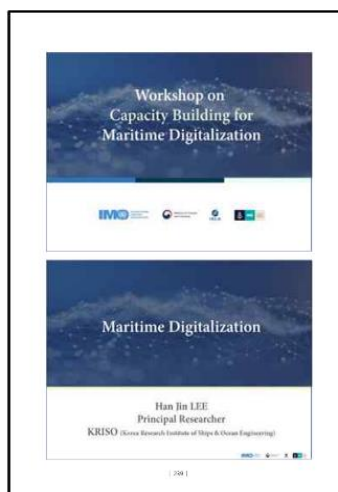 Workshop on
Capacity Building for
Maritime Digitalization
IMO
Maritime Digitalization
Han Jin LEE
Principal Researcher
KRISO (Korea Research Institute of Ships & Ocean Engineering)